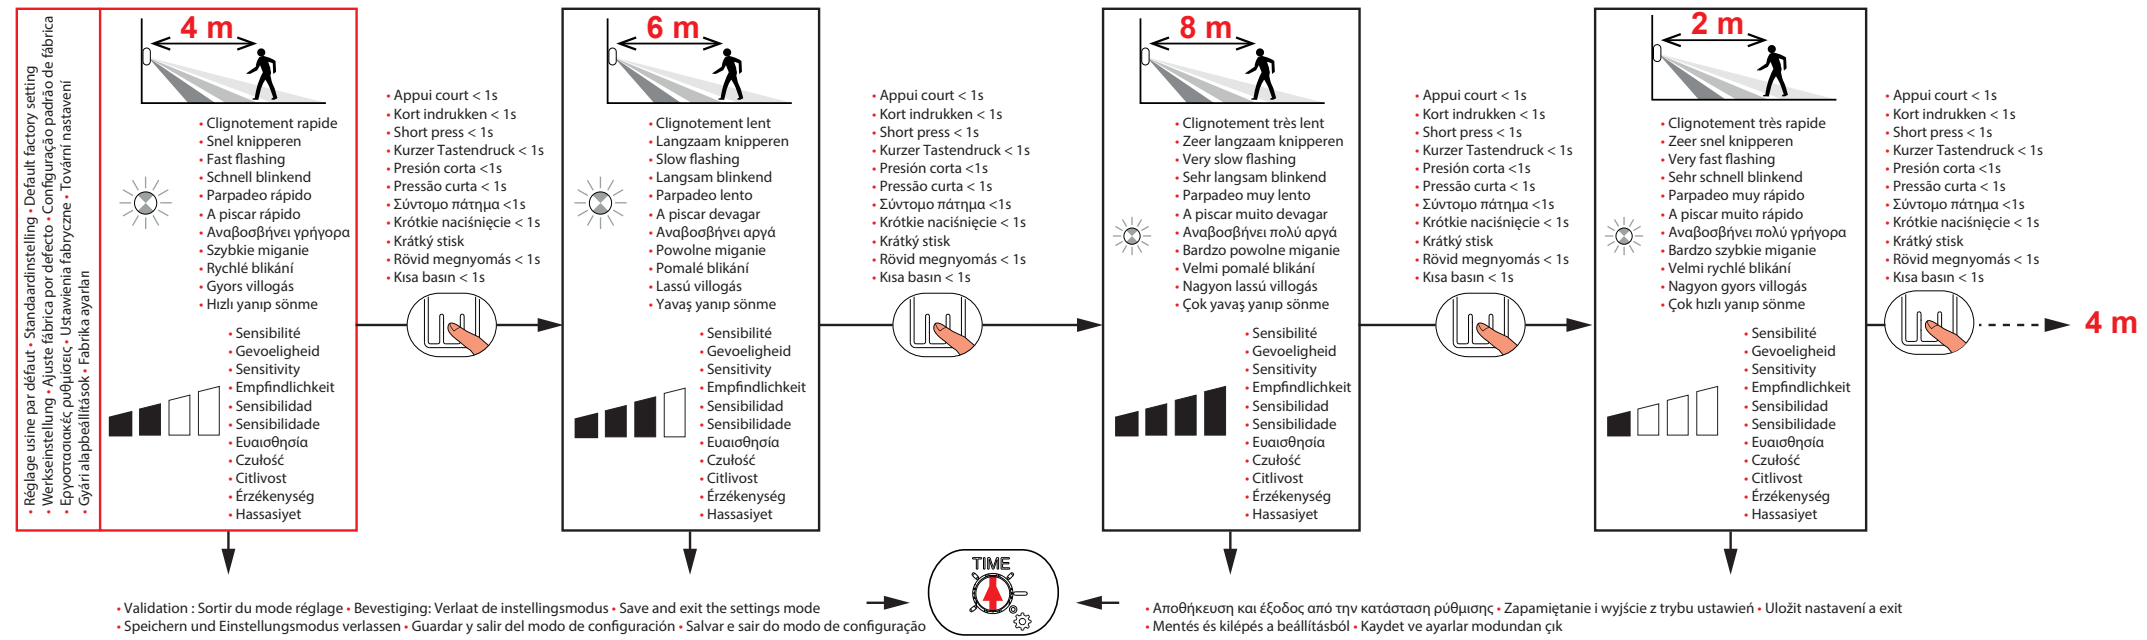 • Réglage usine par défaut • Standaardinstelling • Default factory setting
• Werkseinstellung • Ajuste fábrica por defecto • Configuração padrão de fábrica
• Εργοστασιακές ρυθμίσεις • Ustawienia fabryczne • Tovární nastavení
• Gyári alapbeállítások • Fabrika ayarlan
4 m
• Clignotement rapide
• Snel knipperen
• Fast flashing
• Schnell blinkend
• Parpadeo rápido
• A piscar rápido
• Αναβοσβήνει γρήγορα
• Szybkie miganie
• Rychlé blikání
• Gyors villogás
• Hızlı yanıp sönme
• Sensibilité
• Gevoeligheid
• Sensitivity
• Empfindlichkeit
• Sensibilidad
• Sensibilidade
• Ευαισθησία
• Czułość
• Citlivost
• Érzékenység
• Hassasiyet
• Appui court < 1s
• Kort indrukken < 1s
• Short press < 1s
• Kurzer Tastendruck < 1s
• Presión corta <1s
• Pressão curta < 1s
• Σύντομο πάτημα <1s
• Krótkie naciśnięcie < 1s
• Krátký stisk
• Rövid megnyomás < 1s
• Kısa basın < 1s
6 m
• Clignotement lent
• Langzaam knipperen
• Slow flashing
• Langsam blinkend
• Parpadeo lento
• A piscar devagar
• Αναβοσβήνει αργά
• Powolne miganie
• Pomalé blikání
• Lassú villogás
• Yavaş yanıp sönme
• Sensibilité
• Gevoeligheid
• Sensitivity
• Empfindlichkeit
• Sensibilidad
• Sensibilidade
• Ευαισθησία
• Czułość
• Citlivost
• Érzékenység
• Hassasiyet
• Appui court < 1s
• Kort indrukken < 1s
• Short press < 1s
• Kurzer Tastendruck < 1s
• Presión corta <1s
• Pressão curta < 1s
• Σύντομο πάτημα <1s
• Krótkie naciśnięcie < 1s
• Krátký stisk
• Rövid megnyomás < 1s
• Kısa basın < 1s
8 m
• Clignotement très lent
• Zeer langzaam knipperen
• Very slow flashing
• Sehr langsam blinkend
• Parpadeo muy lento
• A piscar muito devagar
• Αναβοσβήνει πολύ αργά
• Bardzo powolne miganie
• Velmi pomalé blikání
• Nagyon lassú villogás
• Çok yavaş yanıp sönme
• Sensibilité
• Gevoeligheid
• Sensitivity
• Empfindlichkeit
• Sensibilidad
• Sensibilidade
• Ευαισθησία
• Czułość
• Citlivost
• Érzékenység
• Hassasiyet
• Appui court < 1s
• Kort indrukken < 1s
• Short press < 1s
• Kurzer Tastendruck < 1s
• Presión corta <1s
• Pressão curta < 1s
• Σύντομο πάτημα <1s
• Krótkie naciśnięcie < 1s
• Krátký stisk
• Rövid megnyomás < 1s
• Kısa basın < 1s
2 m
• Clignotement très rapide
• Zeer snel knipperen
• Very fast flashing
• Sehr schnell blinkend
• Parpadeo muy rápido
• A piscar muito rápido
• Αναβοσβήνει πολύ γρήγορα
• Bardzo szybkie miganie
• Velmi rychlé blikání
• Nagyon gyors villogás
• Çok hızlı yanıp sönme
• Sensibilité
• Gevoeligheid
• Sensitivity
• Empfindlichkeit
• Sensibilidad
• Sensibilidade
• Ευαισθησία
• Czułość
• Citlivost
• Érzékenység
• Hassasiyet
• Appui court < 1s
• Kort indrukken < 1s
• Short press < 1s
• Kurzer Tastendruck < 1s
• Presión corta <1s
• Pressão curta < 1s
• Σύντομο πάτημα <1s
• Krótkie naciśnięcie < 1s
• Krátký stisk
• Rövid megnyomás < 1s
• Kısa basın < 1s
4 m
• Validation : Sortir du mode réglage • Bevestiging: Verlaat de instellingsmodus • Save and exit the settings mode
• Speichern und Einstellungsmodus verlassen • Guardar y salir del modo de configuración • Salvar e sair do modo de configuração
TIME
• Αποθήκευση και έξοδος από την κατάσταση ρύθμισης • Zapamiętanie i wyjście z trybu ustawień • Uložit nastavení a exit
• Mentés és kilépés a beállításból • Kaydet ve ayarlar modundan çık